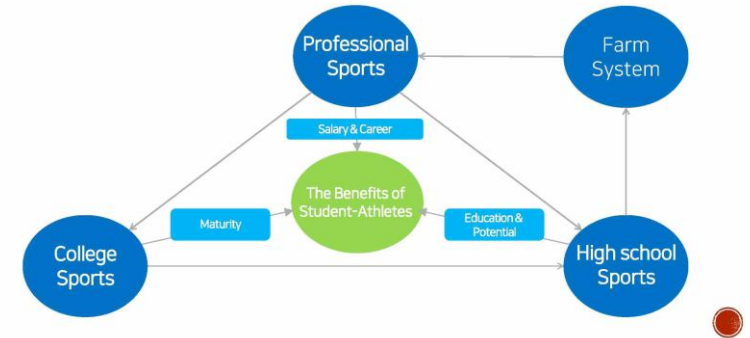 Professional
Sports
Farm
System
Salary & Career
The Benefits of
Student-Athletes
Maturity
Education &
Potential
College
Sports
High school
Sports